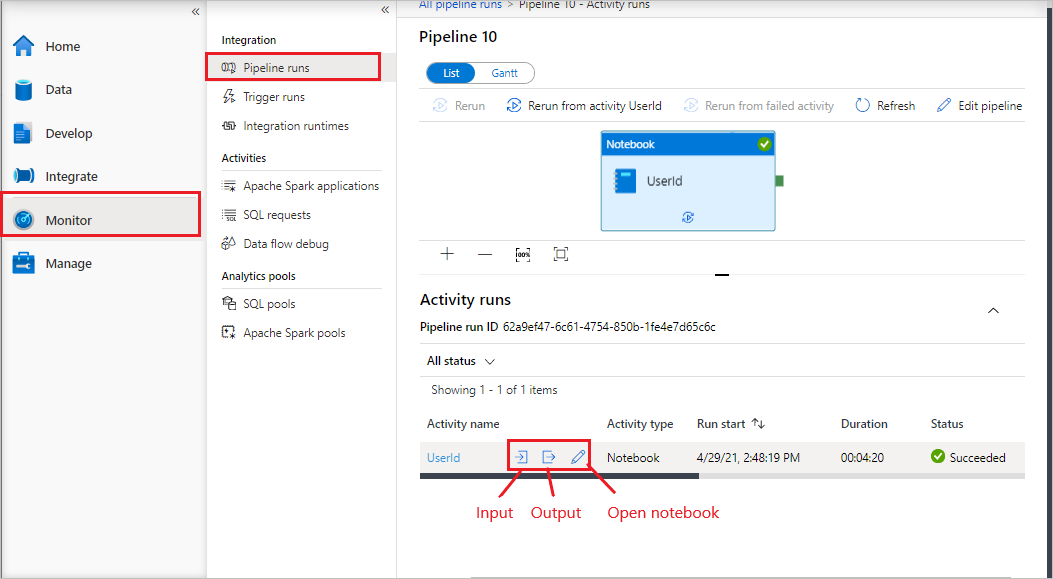 Home
Data
Develop
Integrate
Monitor
Manage
Integration
Pipeline runs
Trigger runs
Integration runtimes
Activities
Apache Spark applications
SQL requests
Data flow debug
Analytics pools
SQL pools
Apache Spark pools
All pipeline runs > Pipeline 10 - Activity runs
Pipeline 10
List Gantt
Rerun Rerun from activity UserId Rerun from failed activity Refresh Edit pipeline
Notebook
UserId
100%
Activity runs
Pipeline run ID 62a9ef47-6c61-4754-850b-1fe4e7d65c6c
All status
Showing 1 - 1 of 1 items
Activity name Activity type Run start Duration Status
UserId Notebook 4/29/21, 2:48:19 PM 00:04:20 Succeeded
Input Output Open notebook